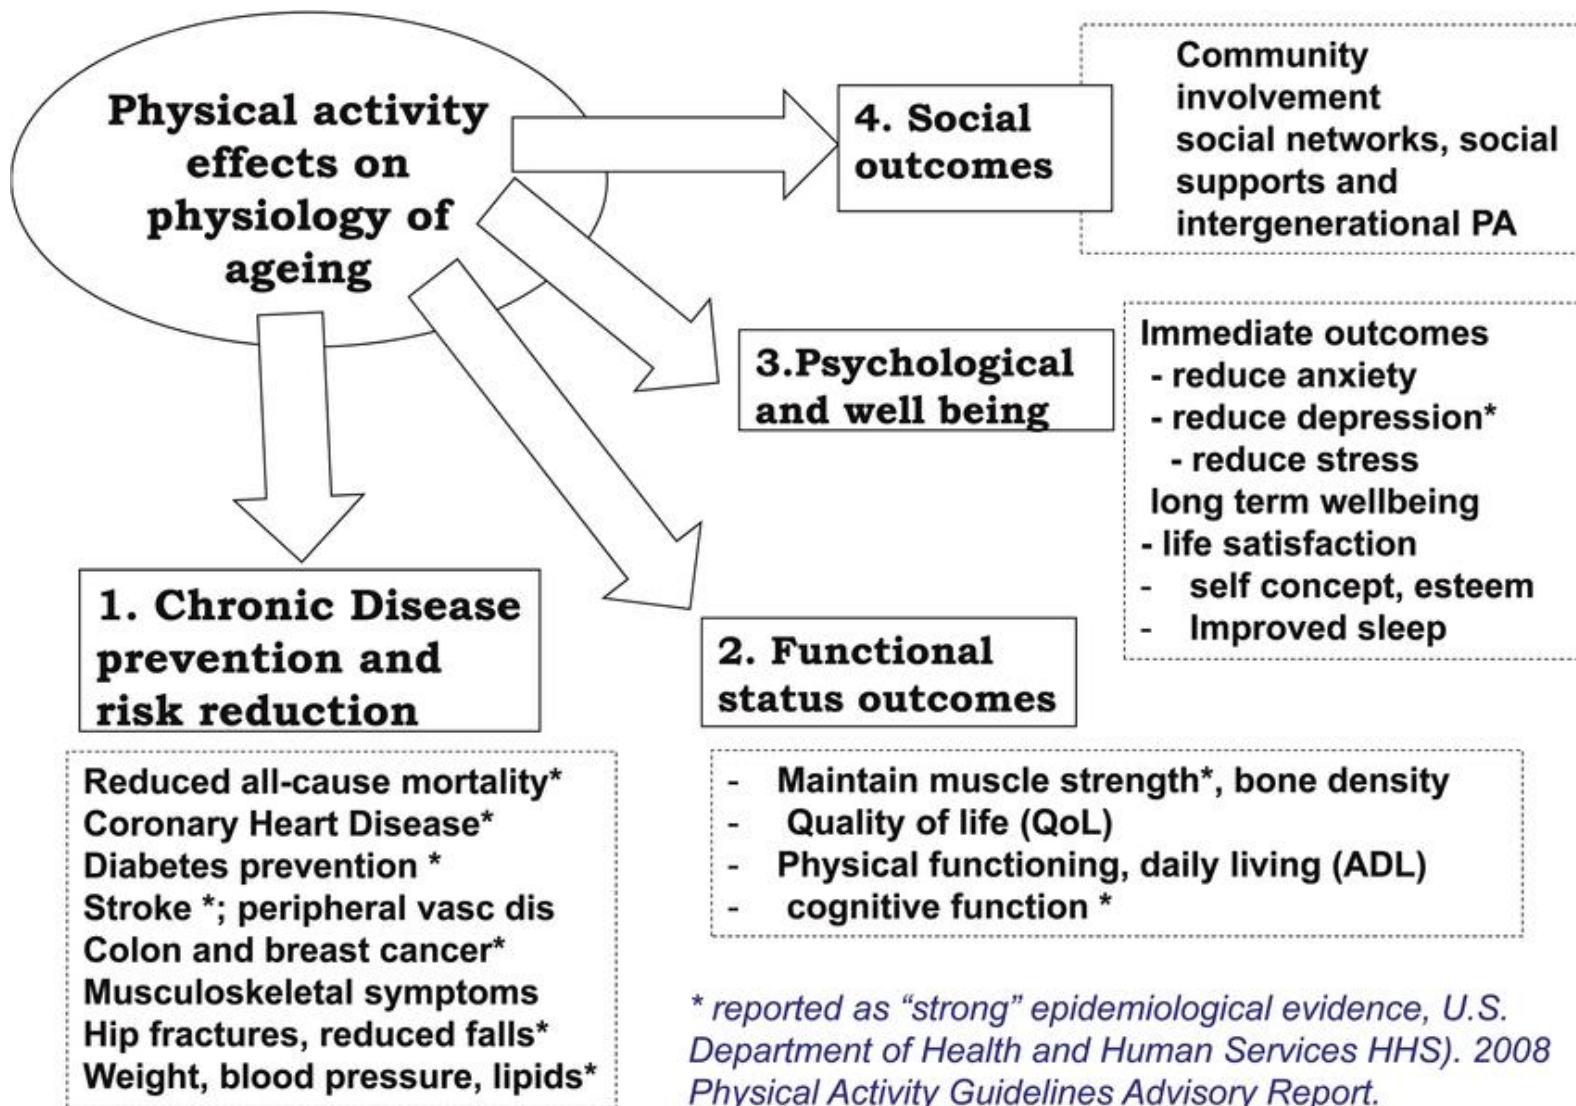 Physical activity
effects on
physiology of
ageing
4. Social
outcomes
Community
involvement
social networks, social
supports and
intergenerational PA
3.Psychological
and well being
Immediate outcomes
- reduce anxiety
- reduce depression*
- reduce stress
long term wellbeing
- life satisfaction
- self concept, esteem
- Improved sleep
1. Chronic Disease
prevention and
risk reduction
Reduced all-cause mortality*
Coronary Heart Disease*
Diabetes prevention *
Stroke *; peripheral vasc dis
Colon and breast cancer*
Musculoskeletal symptoms
Hip fractures, reduced falls*
Weight, blood pressure, lipids*
2. Functional
status outcomes
- Maintain muscle strength*, bone density
- Quality of life (QoL)
- Physical functioning, daily living (ADL)
- cognitive function *
* reported as “strong” epidemiological evidence, U.S.
Department of Health and Human Services HHS). 2008
Physical Activity Guidelines Advisory Report.